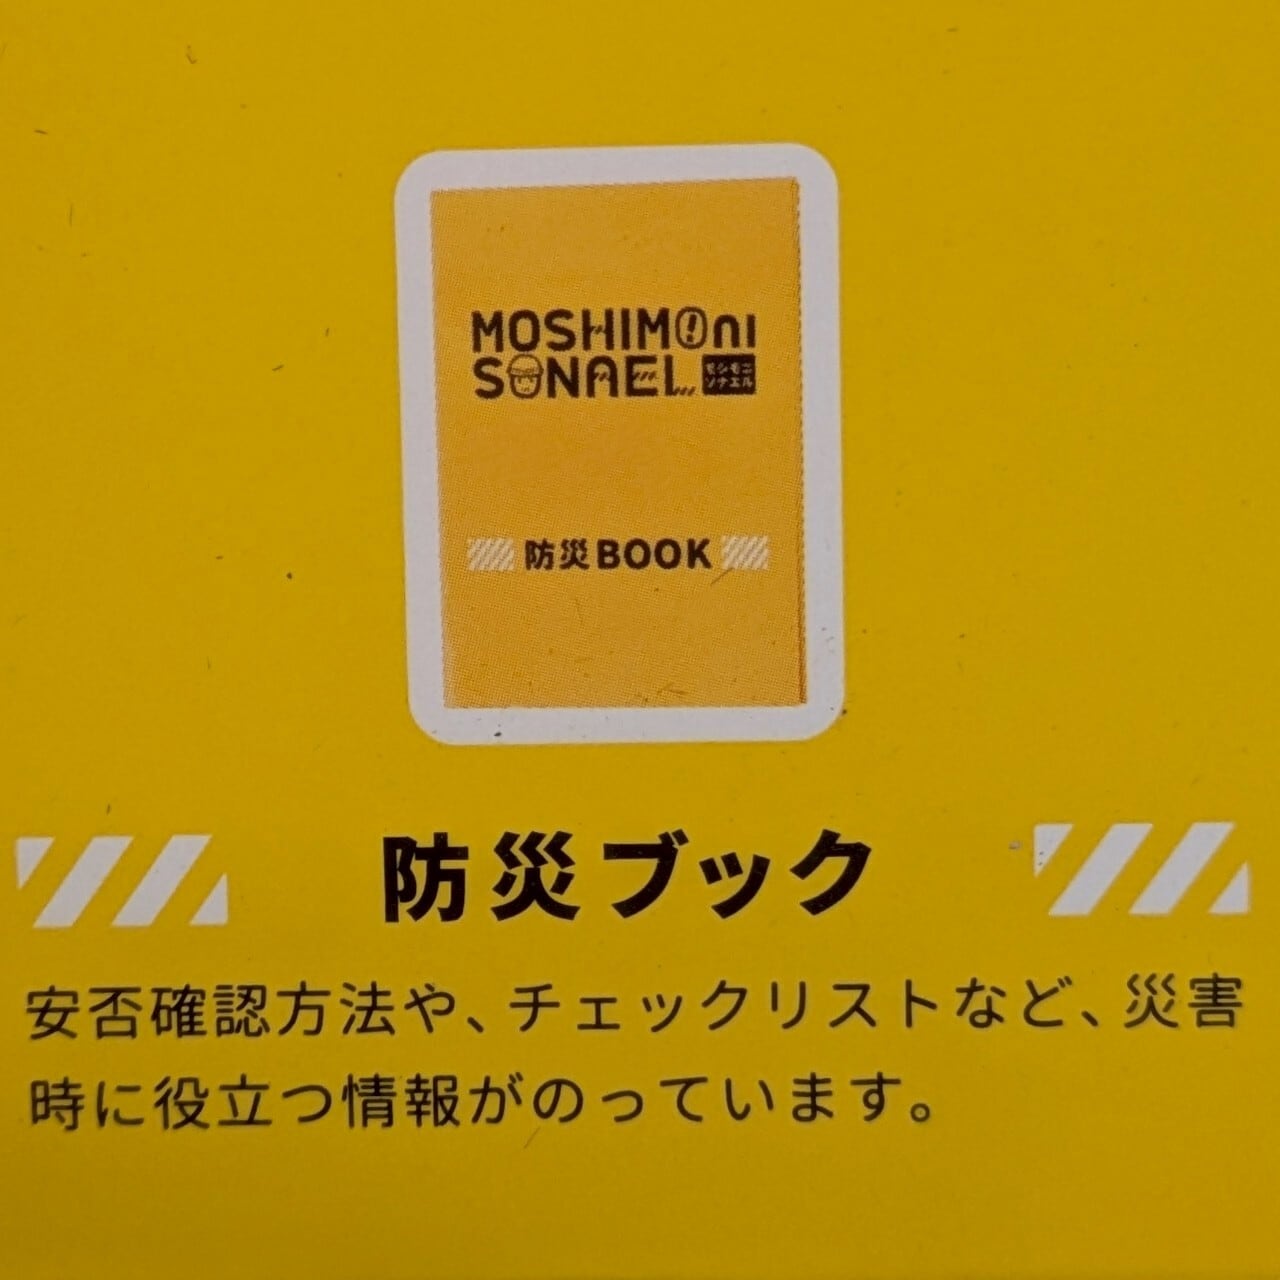 MOSHIMOni
SONAEL モシモニ
ソナエル
防災BOOK
防災ブック
安否確認方法や、チェックリストなど、災害
時に役立つ情報がのっています。